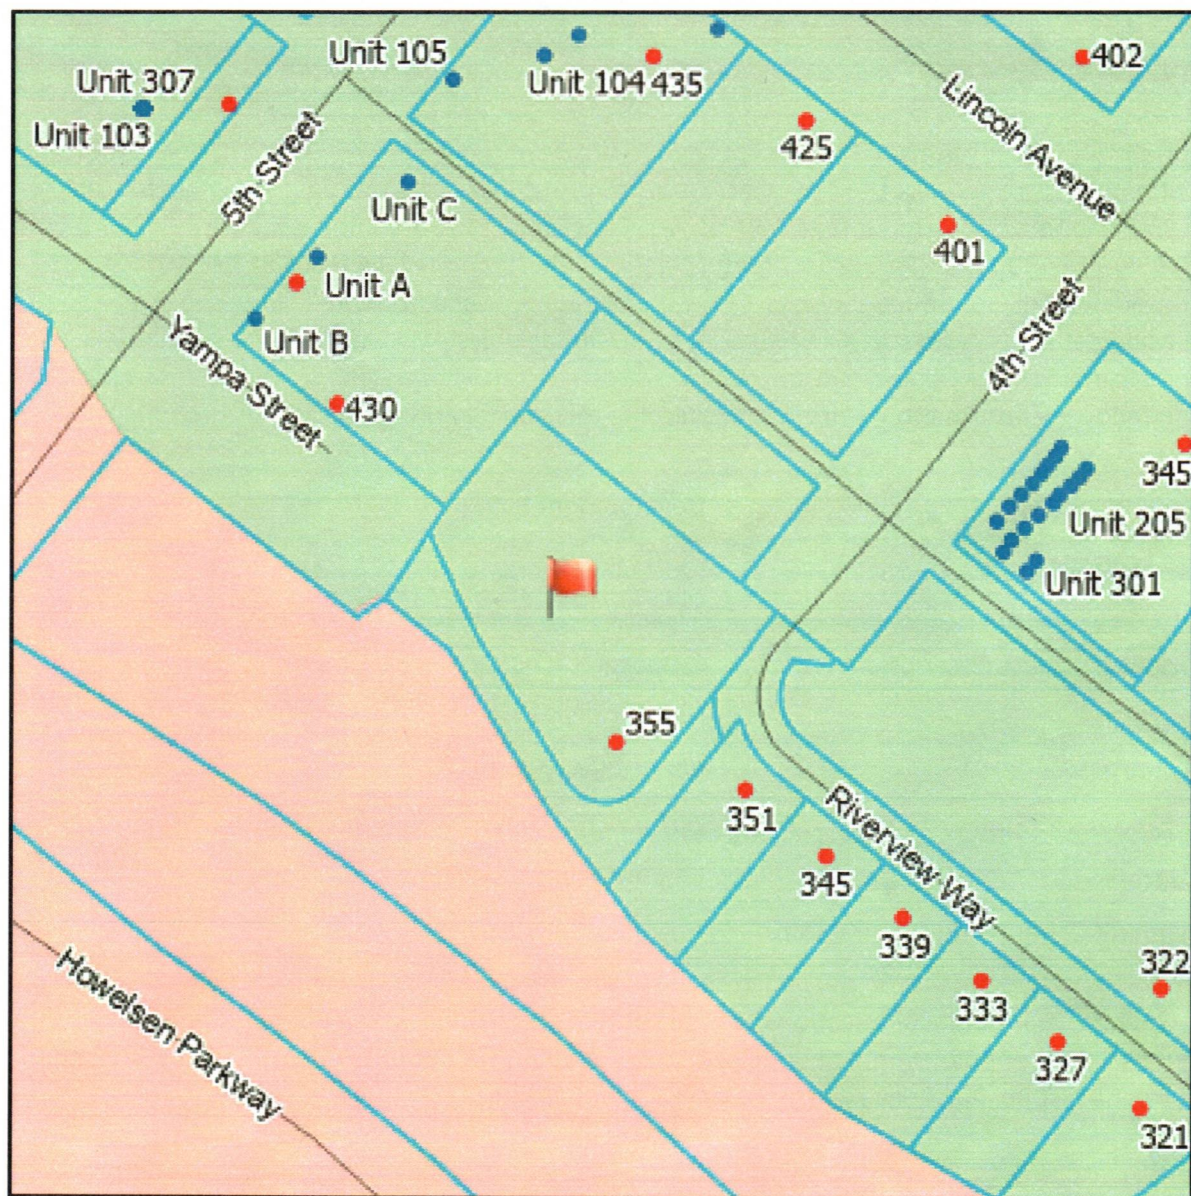 Unit 105
402
Unit 307
Unit 104
435
Unit 103
425
Lincoln Avenue
5th Street
Unit C
401
Unit A
4th Street
Unit B
Yampa Street
430
345
Unit 205
Unit 301
355
351
Riverview Way
345
339
322
333
Howelsen Parkway
327
321